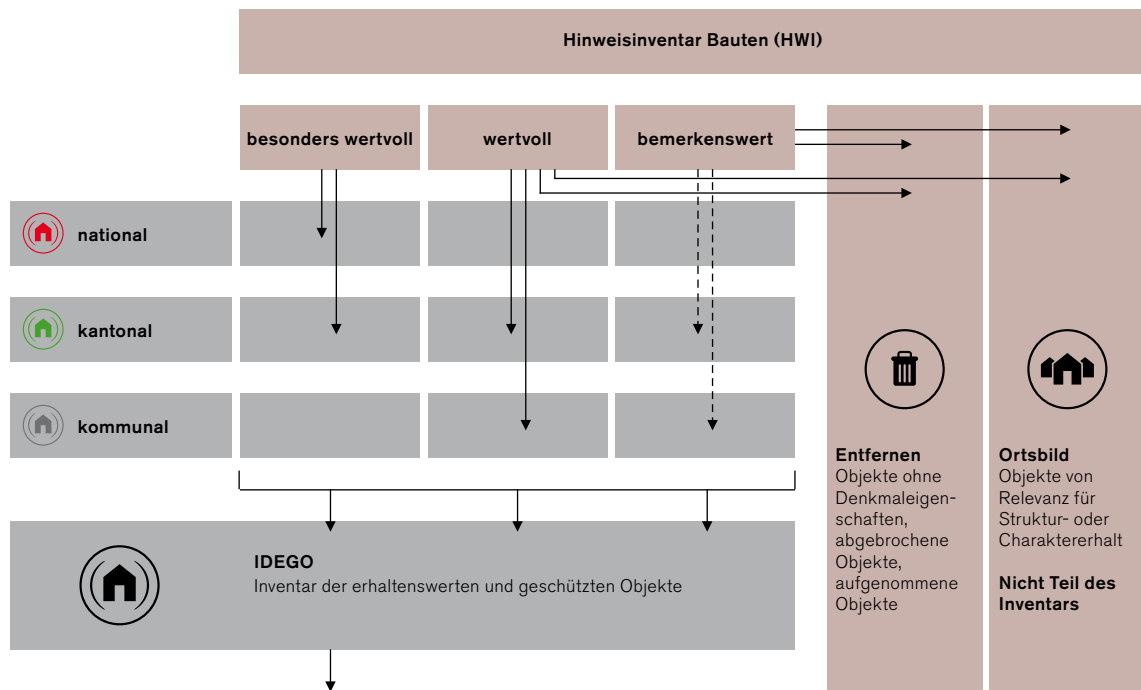 Hinweisinventar Bauten (HWI)
besonders wertvoll
wertvoll
bemerkenswert
national
kantonal
kommunal
Entfernen
Objekte ohne
Denkmaleigen-
schaften,
abgebrochene
Objekte,
aufgenommene
Objekte
Ortsbild
Objekte von
Relevanz für
Struktur- oder
Charaktererhalt
Nicht Teil des
Inventars
IDEGO
Inventar der erhaltenswerten und geschützten Objekte